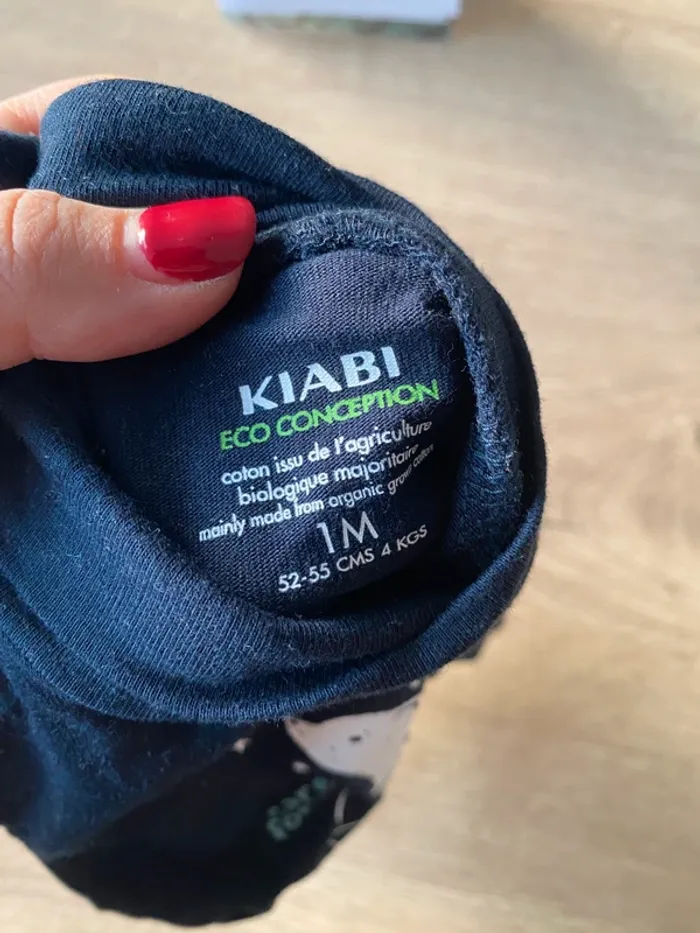 KIABI
ECO CONCEPTION
coton issu de l'agriculture
biologique majoritaire
mainly made from organic grown cotton
1M
52-55 CMS 4 KGS